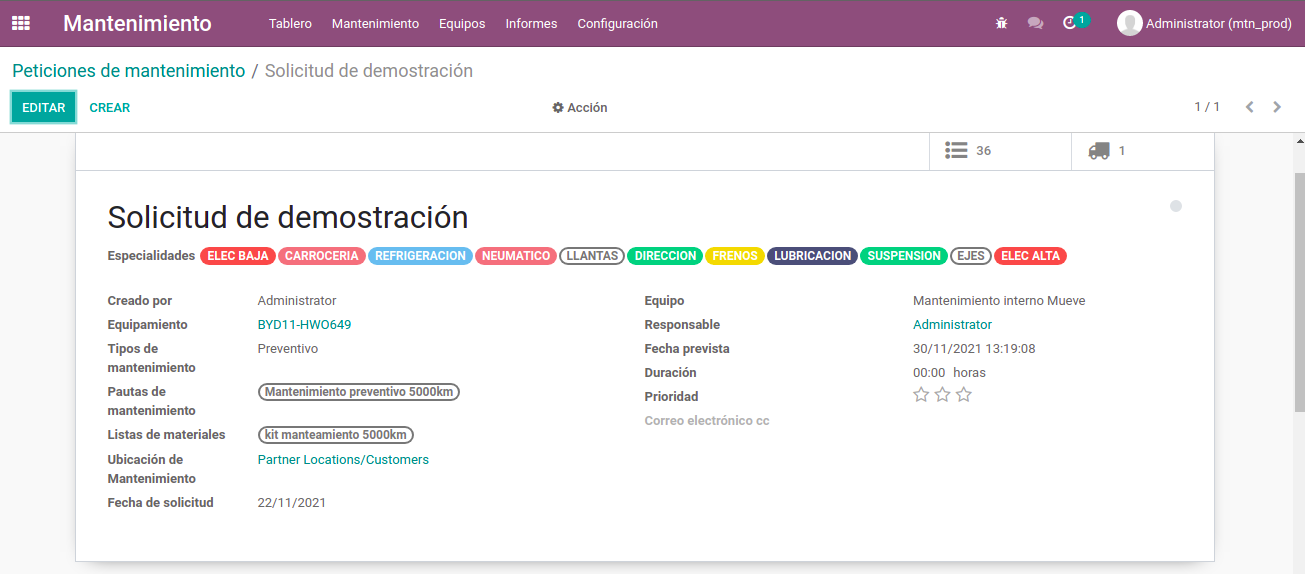 Mantenimiento Tablero Mantenimiento Equipos Informes Configuración 1 Administrator (mtn_prod)
Peticiones de mantenimiento / Solicitud de demostración
EDITAR CREAR Acción 1 / 1
36 1
Solicitud de demostración
Especialidades ELEC BAJA CARROCERIA REFRIGERACION NEUMATICO LLANTAS DIRECCION FRENOS LUBRICACION SUSPENSION EJES ELEC ALTA
Creado por Administrator Equipo Mantenimiento interno Mueve
Equipamiento BYD11-HWO649 Responsable Administrator
Tipos de mantenimiento Preventivo Fecha prevista 30/11/2021 13:19:08
Duración 00:00 horas
Pautas de mantenimiento Mantenimiento preventivo 5000km Prioridad
Correo electrónico cc
Listas de materiales kit manteamiento 5000km
Ubicación de Mantenimiento Partner Locations/Customers
Fecha de solicitud 22/11/2021